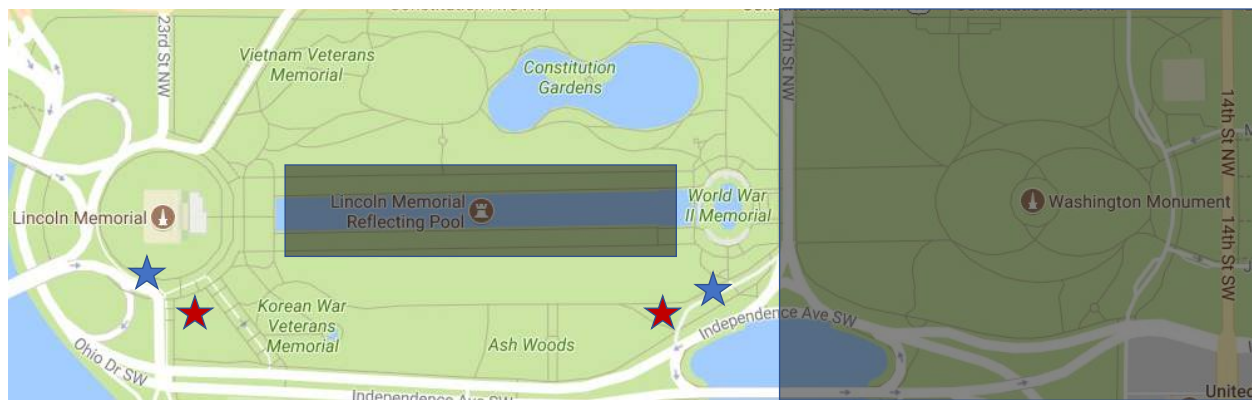 23rd St NW
Vietnam Veterans
Memorial
Constitution
Gardens
17th St NW
14th St NW
Lincoln Memorial
Lincoln Memorial
Reflecting Pool
World War
II Memorial
Washington Monument
14th St SW
Korean War
Veterans
Memorial
Independence Ave SW
Ash Woods
Ohio Dr SW
Independence Ave SW
United